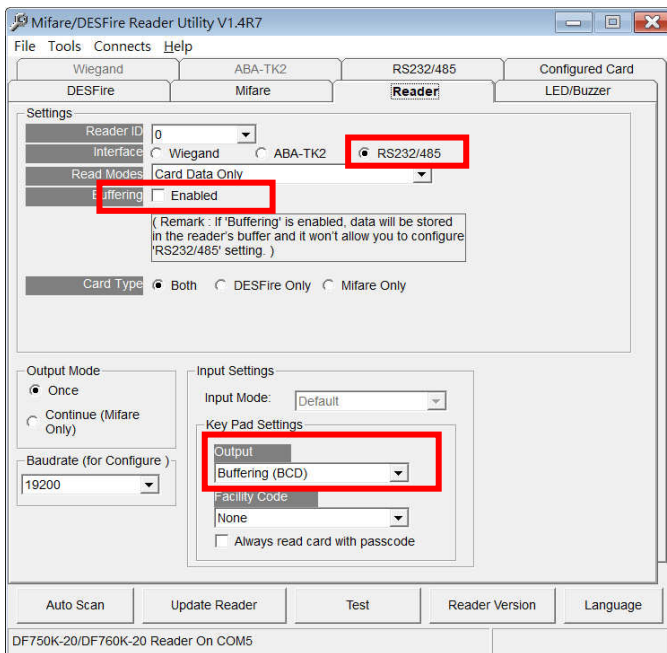 Mifare/DESFire Reader Utility V1.4R7
File Tools Connects Help
Wiegand ABA-TK2 RS232/485 Configured Card
DESFire Mifare Reader LED/Buzzer
Settings
Reader ID 0
Interface Wiegand ABA-TK2 RS232/485
Read Modes Card Data Only
Buffering Enabled
( Remark : If 'Buffering' is enabled, data will be stored
in the reader's buffer and it won't allow you to configure
'RS232/485' setting. )
Card Type Both DESFire Only Mifare Only
Output Mode
Once
Continue (Mifare
Only)
Baudrate (for Configure )
19200
Input Settings
Input Mode: Default
Key Pad Settings
Output
Buffering (BCD)
Facility Code
None
Always read card with passcode
Auto Scan Update Reader Test Reader Version Language
DF750K-20/DF760K-20 Reader On COM5